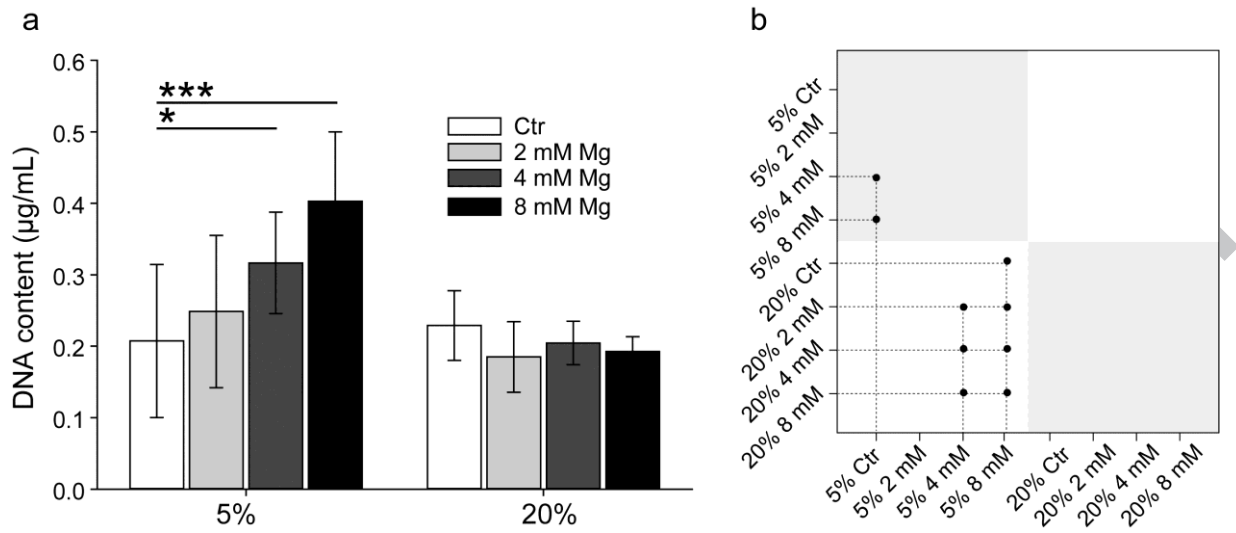 a
b
0.6
0.5
0.4
0.3
0.2
0.1
0.0
DNA content (µg/mL)
***
*
Ctr
2 mM Mg
4 mM Mg
8 mM Mg
5%
20%
5% Ctr
5% 2 mM
5% 4 mM
5% 8 mM
20% Ctr
20% 2 mM
20% 4 mM
20% 8 mM
5% Ctr
5% 2 mM
5% 4 mM
5% 8 mM
20% Ctr
20% 2 mM
20% 4 mM
20% 8 mM